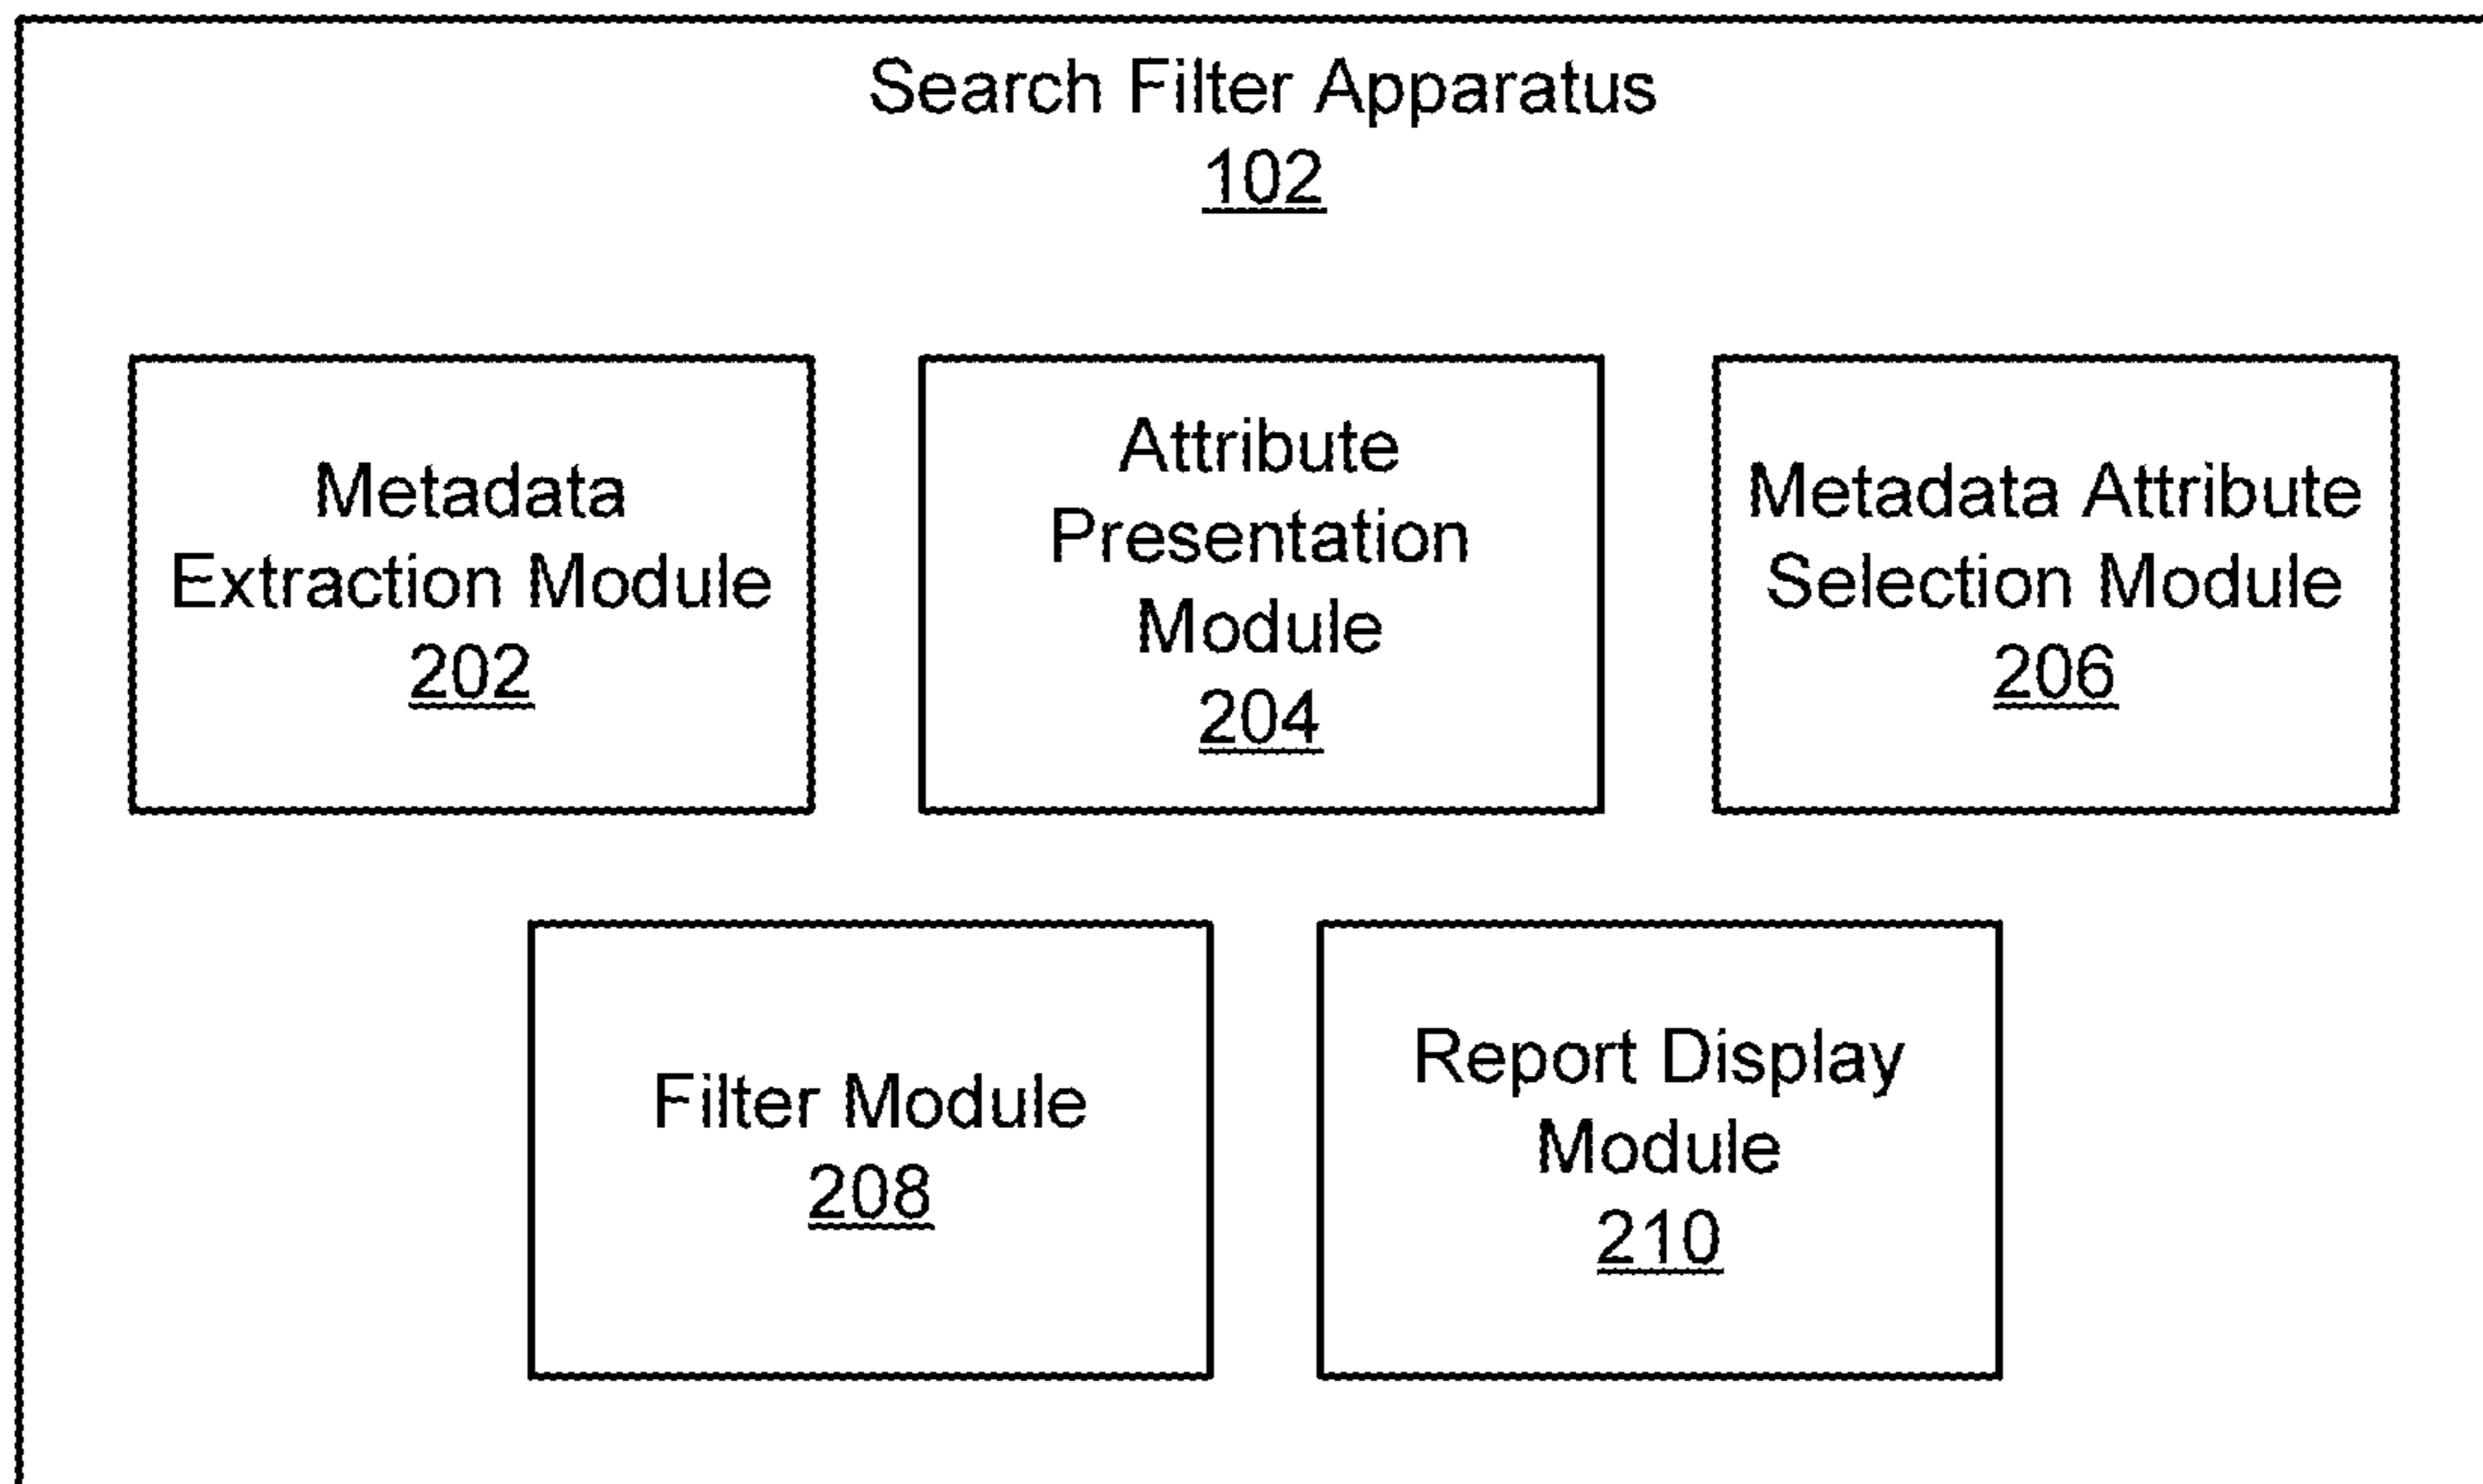 Search Filter Apparatus
102
Metadata
Extraction Module
202
Attribute
Presentation
Module
204
Metadata Attribute
Selection Module
206
Filter Module
208
Report Display
Module
210